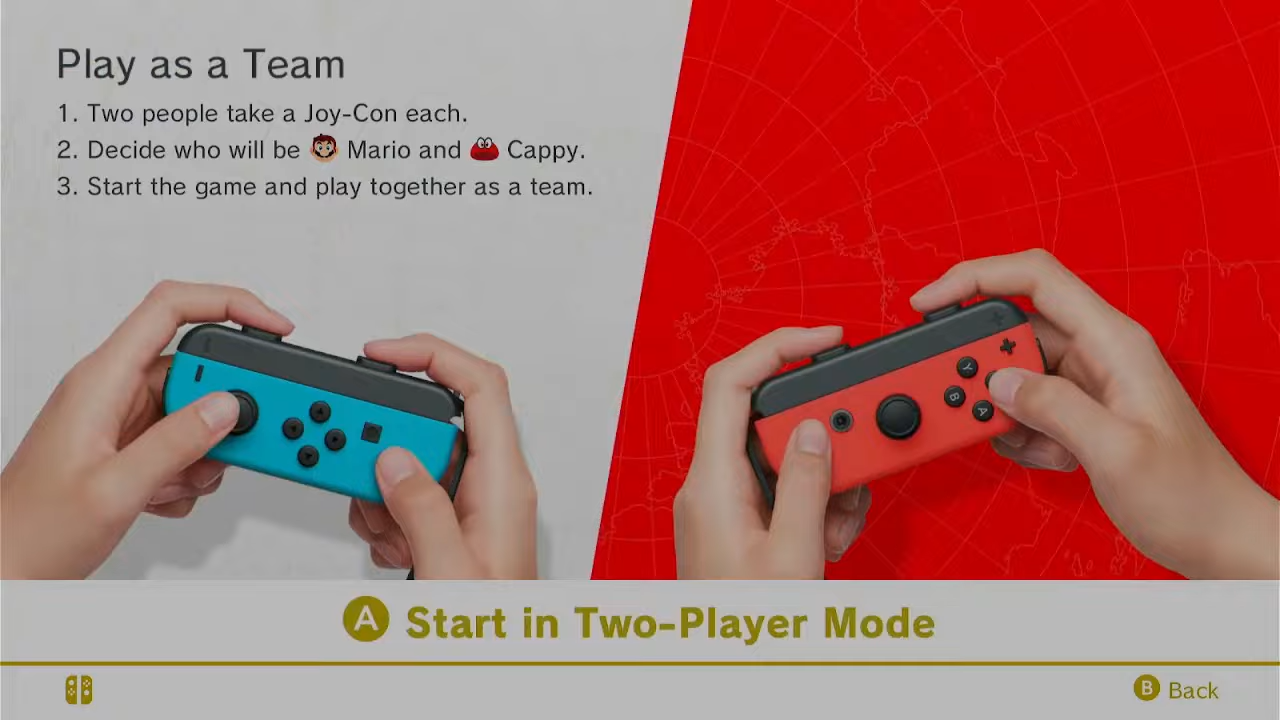 Play as a Team
1. Two people take a Joy-Con each.
2. Decide who will be Mario and Cappy.
3. Start the game and play together as a team.
Y
B
A
A Start in Two-Player Mode
B Back